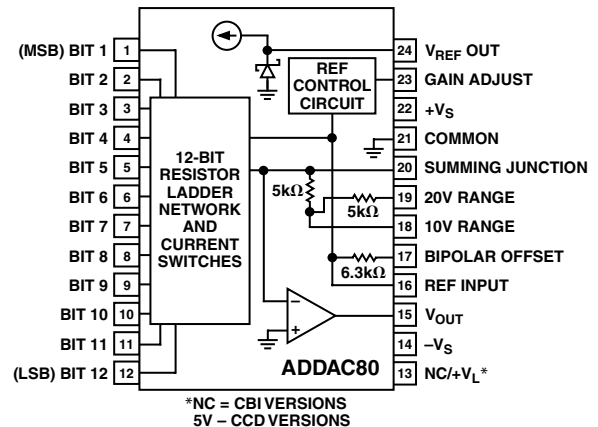 (MSB) BIT 1 1
BIT 2 2
BIT 3 3
BIT 4 4
BIT 5 5
BIT 6 6
BIT 7 7
BIT 8 8
BIT 9 9
BIT 10 10
BIT 11 11
(LSB) BIT 12 12
12-BIT
RESISTOR
LADDER
NETWORK
AND
CURRENT
SWITCHES
REF
CONTROL
CIRCUIT
5kΩ
5kΩ
6.3kΩ
−
+
ADDAC80
24 VREF OUT
23 GAIN ADJUST
22 +VS
21 COMMON
20 SUMMING JUNCTION
19 20V RANGE
18 10V RANGE
17 BIPOLAR OFFSET
16 REF INPUT
15 VOUT
14 –VS
13 NC/+VL*
*NC = CBI VERSIONS
5V – CCD VERSIONS